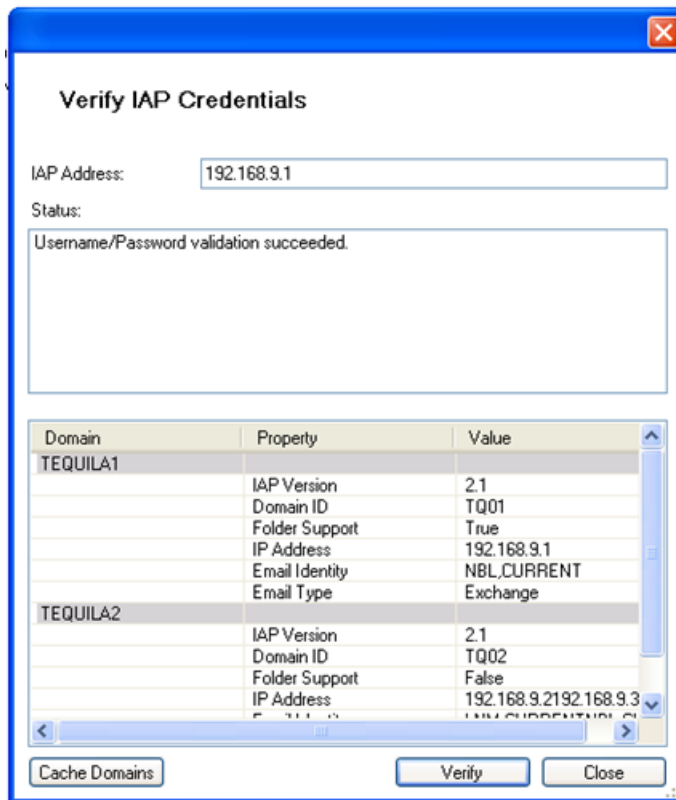 Verify IAP Credentials
IAP Address: 192.168.9.1
Status:
Username/Password validation succeeded.
Domain Property Value
TEQUILA1
IAP Version 2.1
Domain ID TQ01
Folder Support True
IP Address 192.168.9.1
Email Identity NBL,CURRENT
Email Type Exchange
TEQUILA2
IAP Version 2.1
Domain ID TQ02
Folder Support False
IP Address 192.168.9.2192.168.9.3
Cache Domains Verify Close